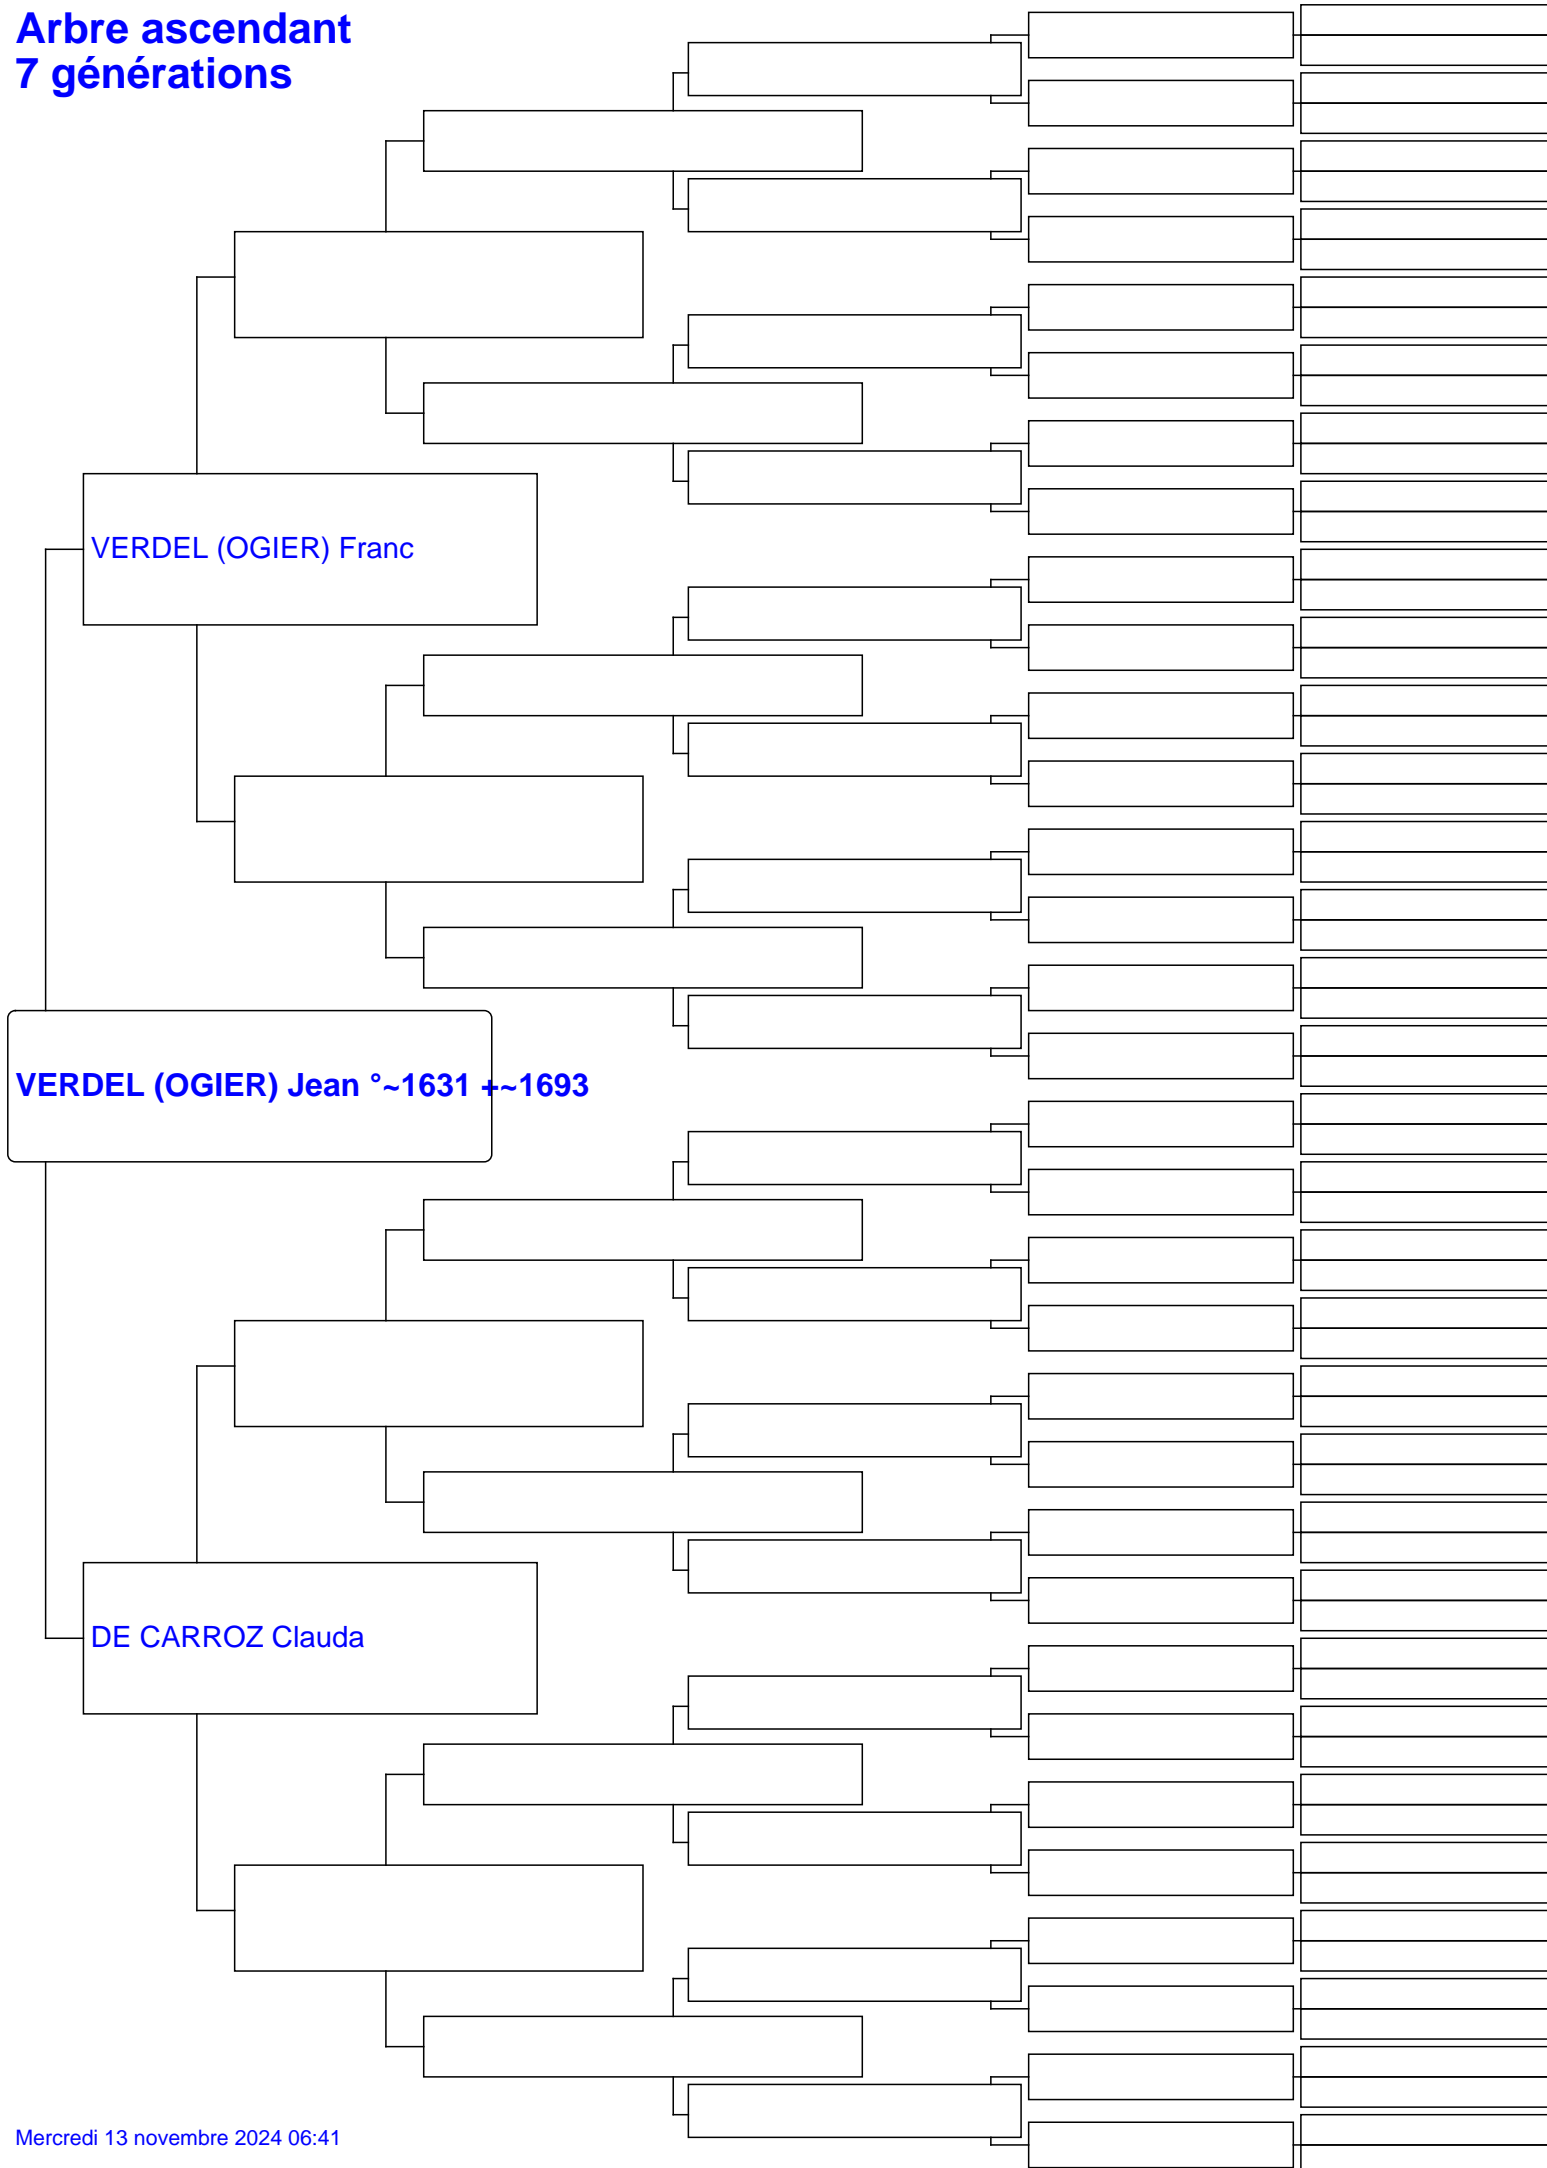 Arbre ascendant
7 générations
VERDEL (OGIER) Franc
VERDEL (OGIER) Jean °~1631 +~1693
DE CARROZ Clauda
Mercredi 13 novembre 2024 06:41